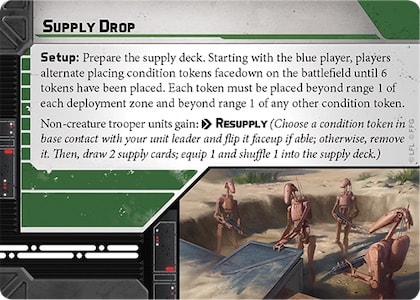 Supply Drop
Setup: Prepare the supply deck. Starting with the blue player, players
alternate placing condition tokens facedown on the battlefield until 6
tokens have been placed. Each token must be placed beyond range 1 of
each deployment zone and beyond range 1 of any other condition token.
Non-creature trooper units gain: Resupply (Choose a condition token in
base contact with your unit leader and flip it faceup if able; otherwise, remove
it. Then, draw 2 supply cards; equip 1 and shuffle 1 into the supply deck.)
© LFL © FFG